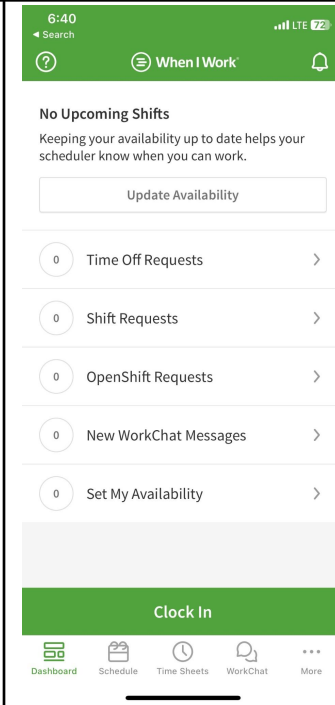 6:40
LTE 72
◄ Search
When I Work
No Upcoming Shifts
Keeping your availability up to date helps your
scheduler know when you can work.
Update Availability
0 Time Off Requests
0 Shift Requests
0 OpenShift Requests
0 New WorkChat Messages
0 Set My Availability
Clock In
Dashboard Schedule Time Sheets WorkChat More